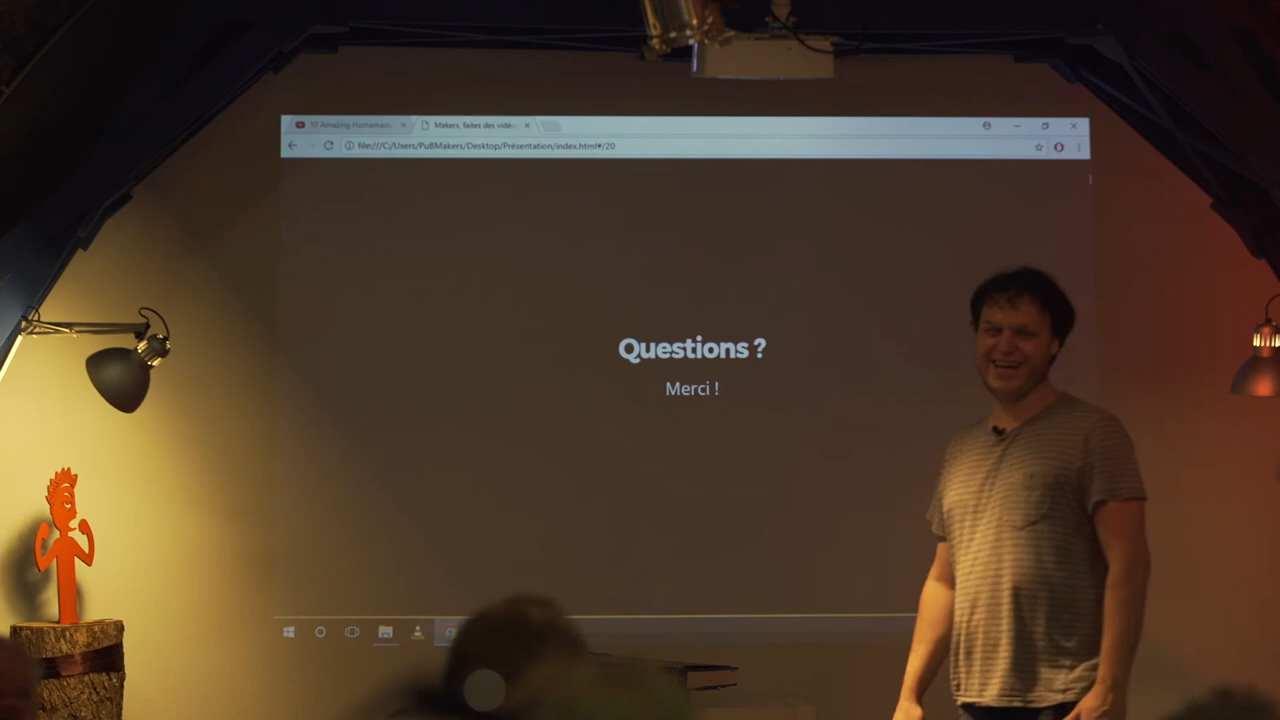 10 Amazing Homemade
Makers, faites des vidéo
file:///C:/Users/PuBMakers/Desktop/Présentation/index.html#/20
Questions ?
Merci !